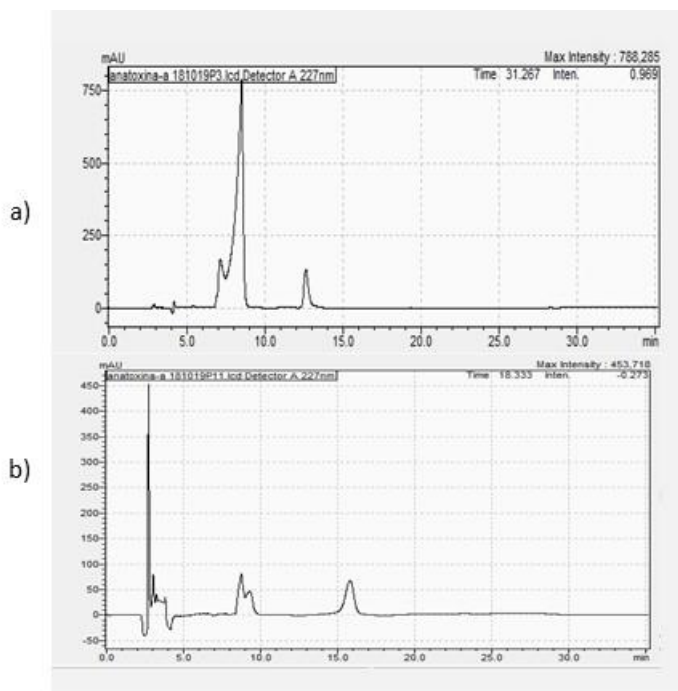 mAU
Max Intensity : 788,285
anatoxina-a 181019P3.lcd Detector A 227nm
Time 31.267 Inten. 0.969
750
500
a)
250
0
0.0 5.0 10.0 15.0 20.0 25.0 30.0 min
mAU
Max Intensity : 453,718
anatoxina-a 181019P11.lcd Detector A 227nm
Time 18.333 Inten. -0.273
450
400
350
300
b)
250
200
150
100
50
0
-50
0.0 5.0 10.0 15.0 20.0 25.0 30.0 min